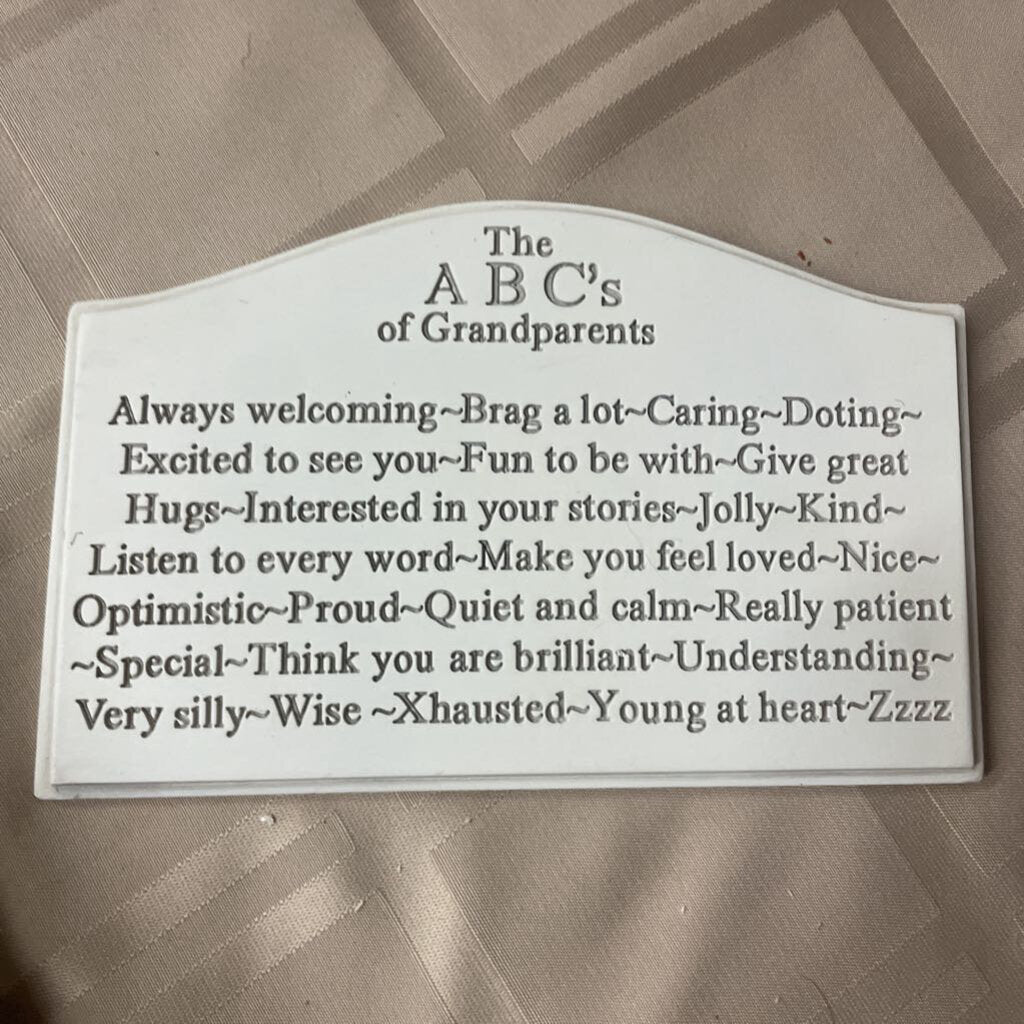 The
A B C's
of Grandparents
Always welcoming~Brag a lot~Caring~Doting~
Excited to see you~Fun to be with~Give great
Hugs~Interested in your stories~Jolly~Kind~
Listen to every word~Make you feel loved~Nice~
Optimistic~Proud~Quiet and calm~Really patient
~Special~Think you are brilliant~Understanding~
Very silly~Wise ~Xhausted~Young at heart~Zzzz